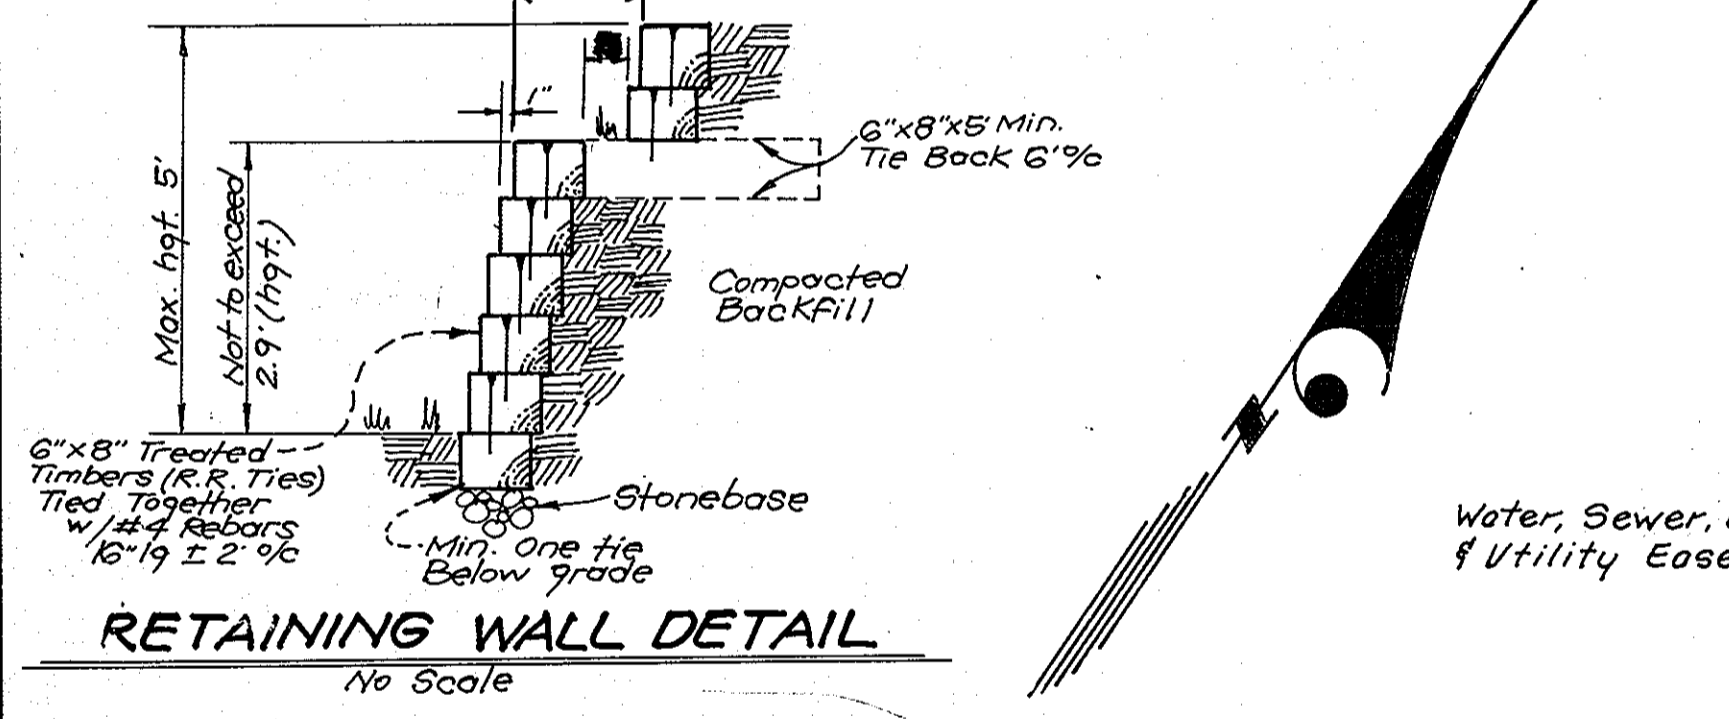 1"
6"x8"x5' Min.
Tie Back 6' o/c
Max. hgt. 5'
Not to exceed
2.9' (hgt.)
Compacted
Backfill
6"x8" Treated
Timbers (R.R. Ties)
Tied Together
w/#4 Rebars
16" lg ± 2' o/c
Stonebase
Min. One tie
Below grade
RETAINING WALL DETAIL
No Scale
Water, Sewer,
& Utility Ease